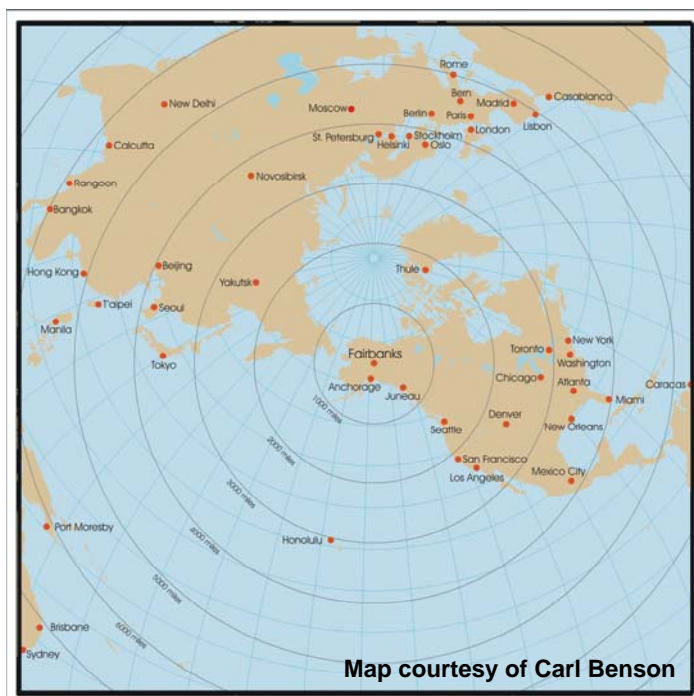 Rome
Bern
Casablanca
New Delhi
Madrid
Moscow
Berlin
Paris
Lisbon
St. Petersburg
Stockholm
London
Helsinki
Oslo
Calcutta
Novosibirsk
Rangoon
Bangkok
Beijing
Thule
Hong Kong
Yakutsk
T'aipei
Seoul
Manila
New York
Toronto
Fairbanks
Washington
Tokyo
Chicago
Anchorage
Caracas
Atlanta
Juneau
Miami
1000 miles
Denver
New Orleans
Seattle
2000 miles
San Francisco
Los Angeles
Mexico City
3000 miles
Port Moresby
4000 miles
Honolulu
5000 miles
Brisbane
6000 miles
Sydney
Map courtesy of Carl Benson